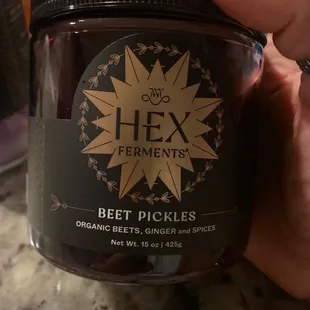 HEX
FERMENTS
BEET PICKLES
ORGANIC BEETS, GINGER and SPICES
Net Wt. 15 oz | 425g